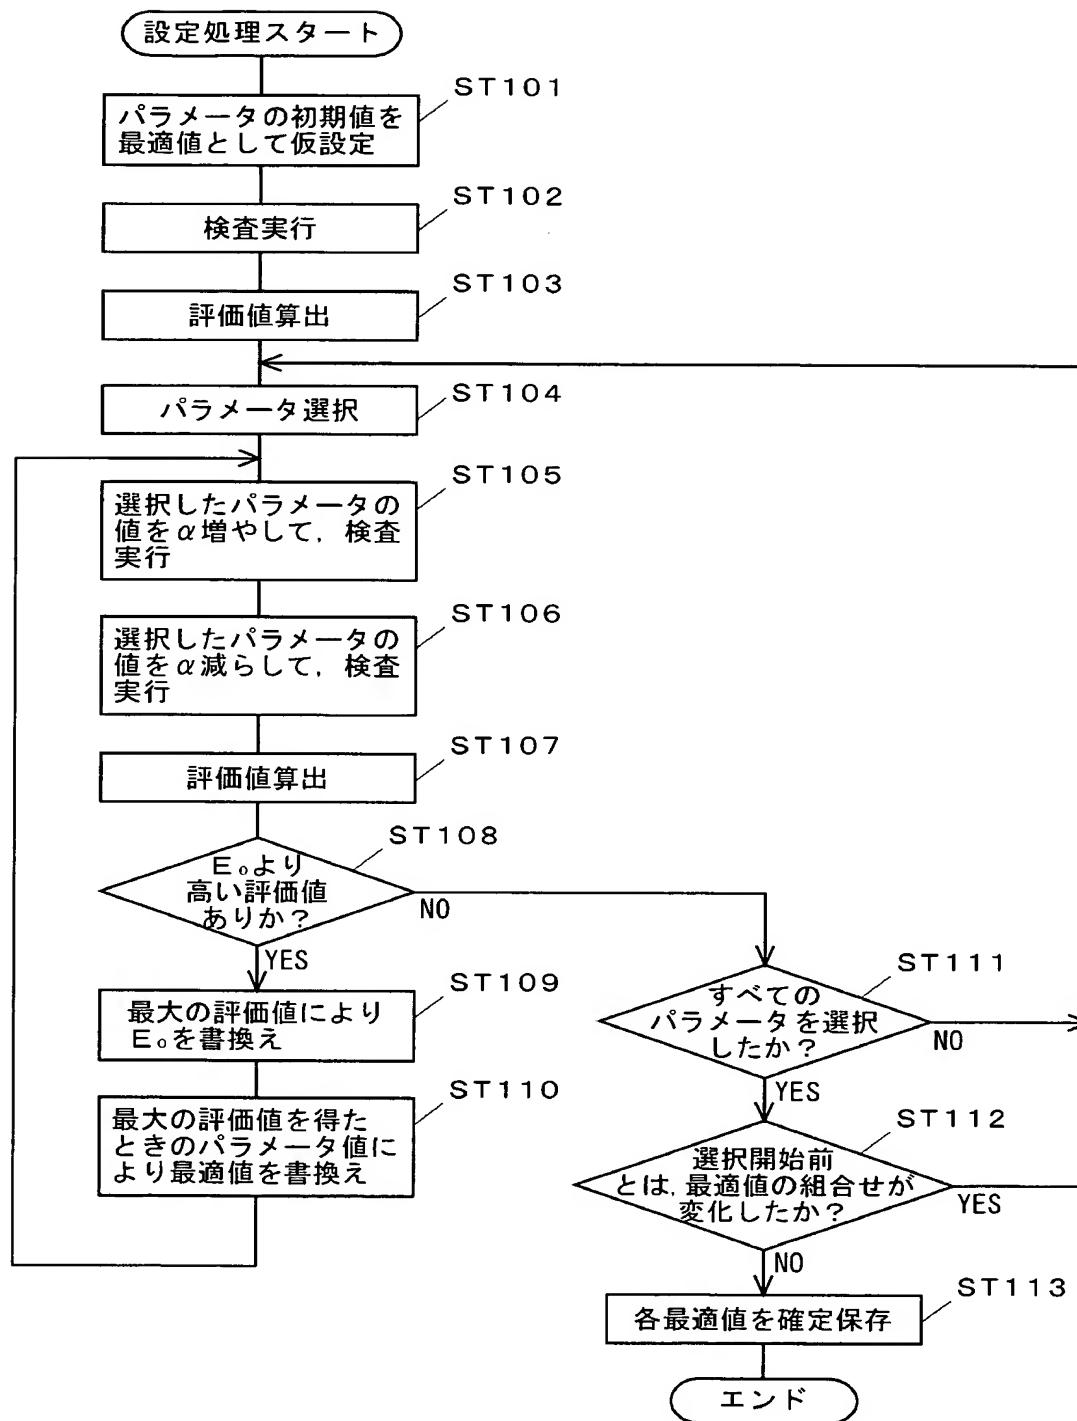 設定処理スタート
ST101
パラメータの初期値を
最適値として仮設定
ST102
検査実行
ST103
評価値算出
ST104
パラメータ選択
ST105
選択したパラメータの
値をα増やして，検査
実行
ST106
選択したパラメータの
値をα減らして，検査
実行
ST107
評価値算出
ST108
E₀より
高い評価値
ありか？
NO
YES
ST109
最大の評価値により
E₀を書換え
ST110
最大の評価値を得た
ときのパラメータ値に
より最適値を書換え
ST111
すべての
パラメータを選択
したか？
NO
YES
ST112
選択開始前
とは，最適値の組合せが
変化したか？
YES
NO
ST113
各最適値を確定保存
エンド